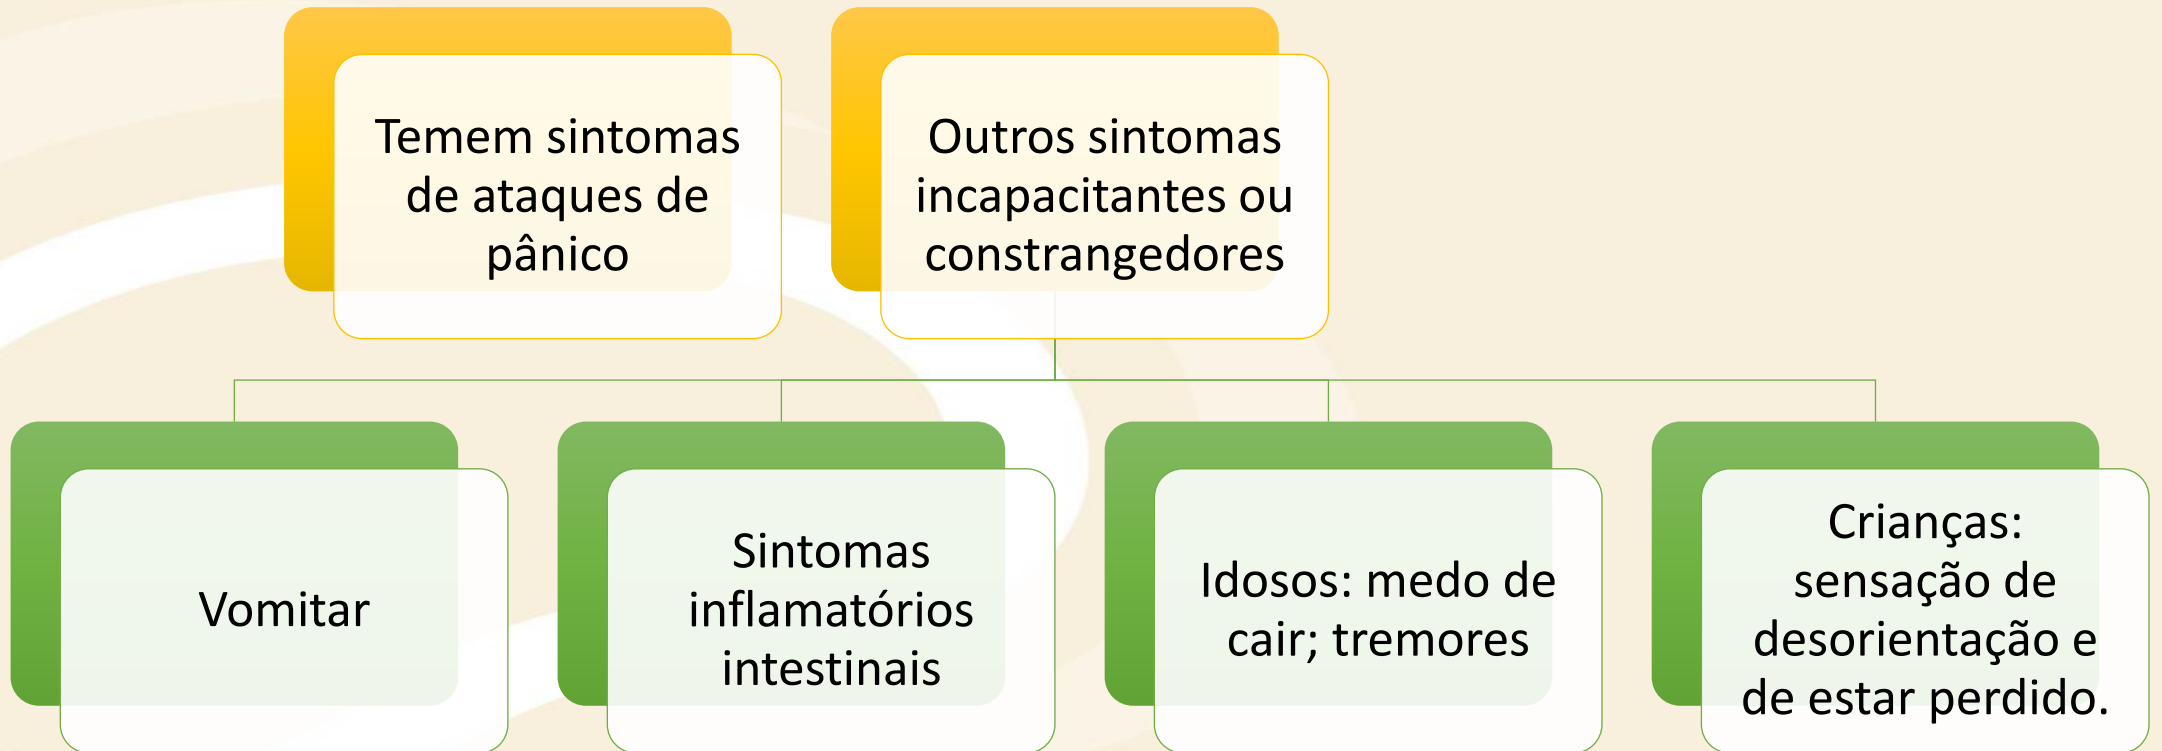 Temem sintomas
de ataques de
pânico
Outros sintomas
incapacitantes ou
constrangedores
Vomitar
Sintomas
inflamatórios
intestinais
Idosos: medo de
cair; tremores
Crianças:
sensação de
desorientação e
de estar perdido.